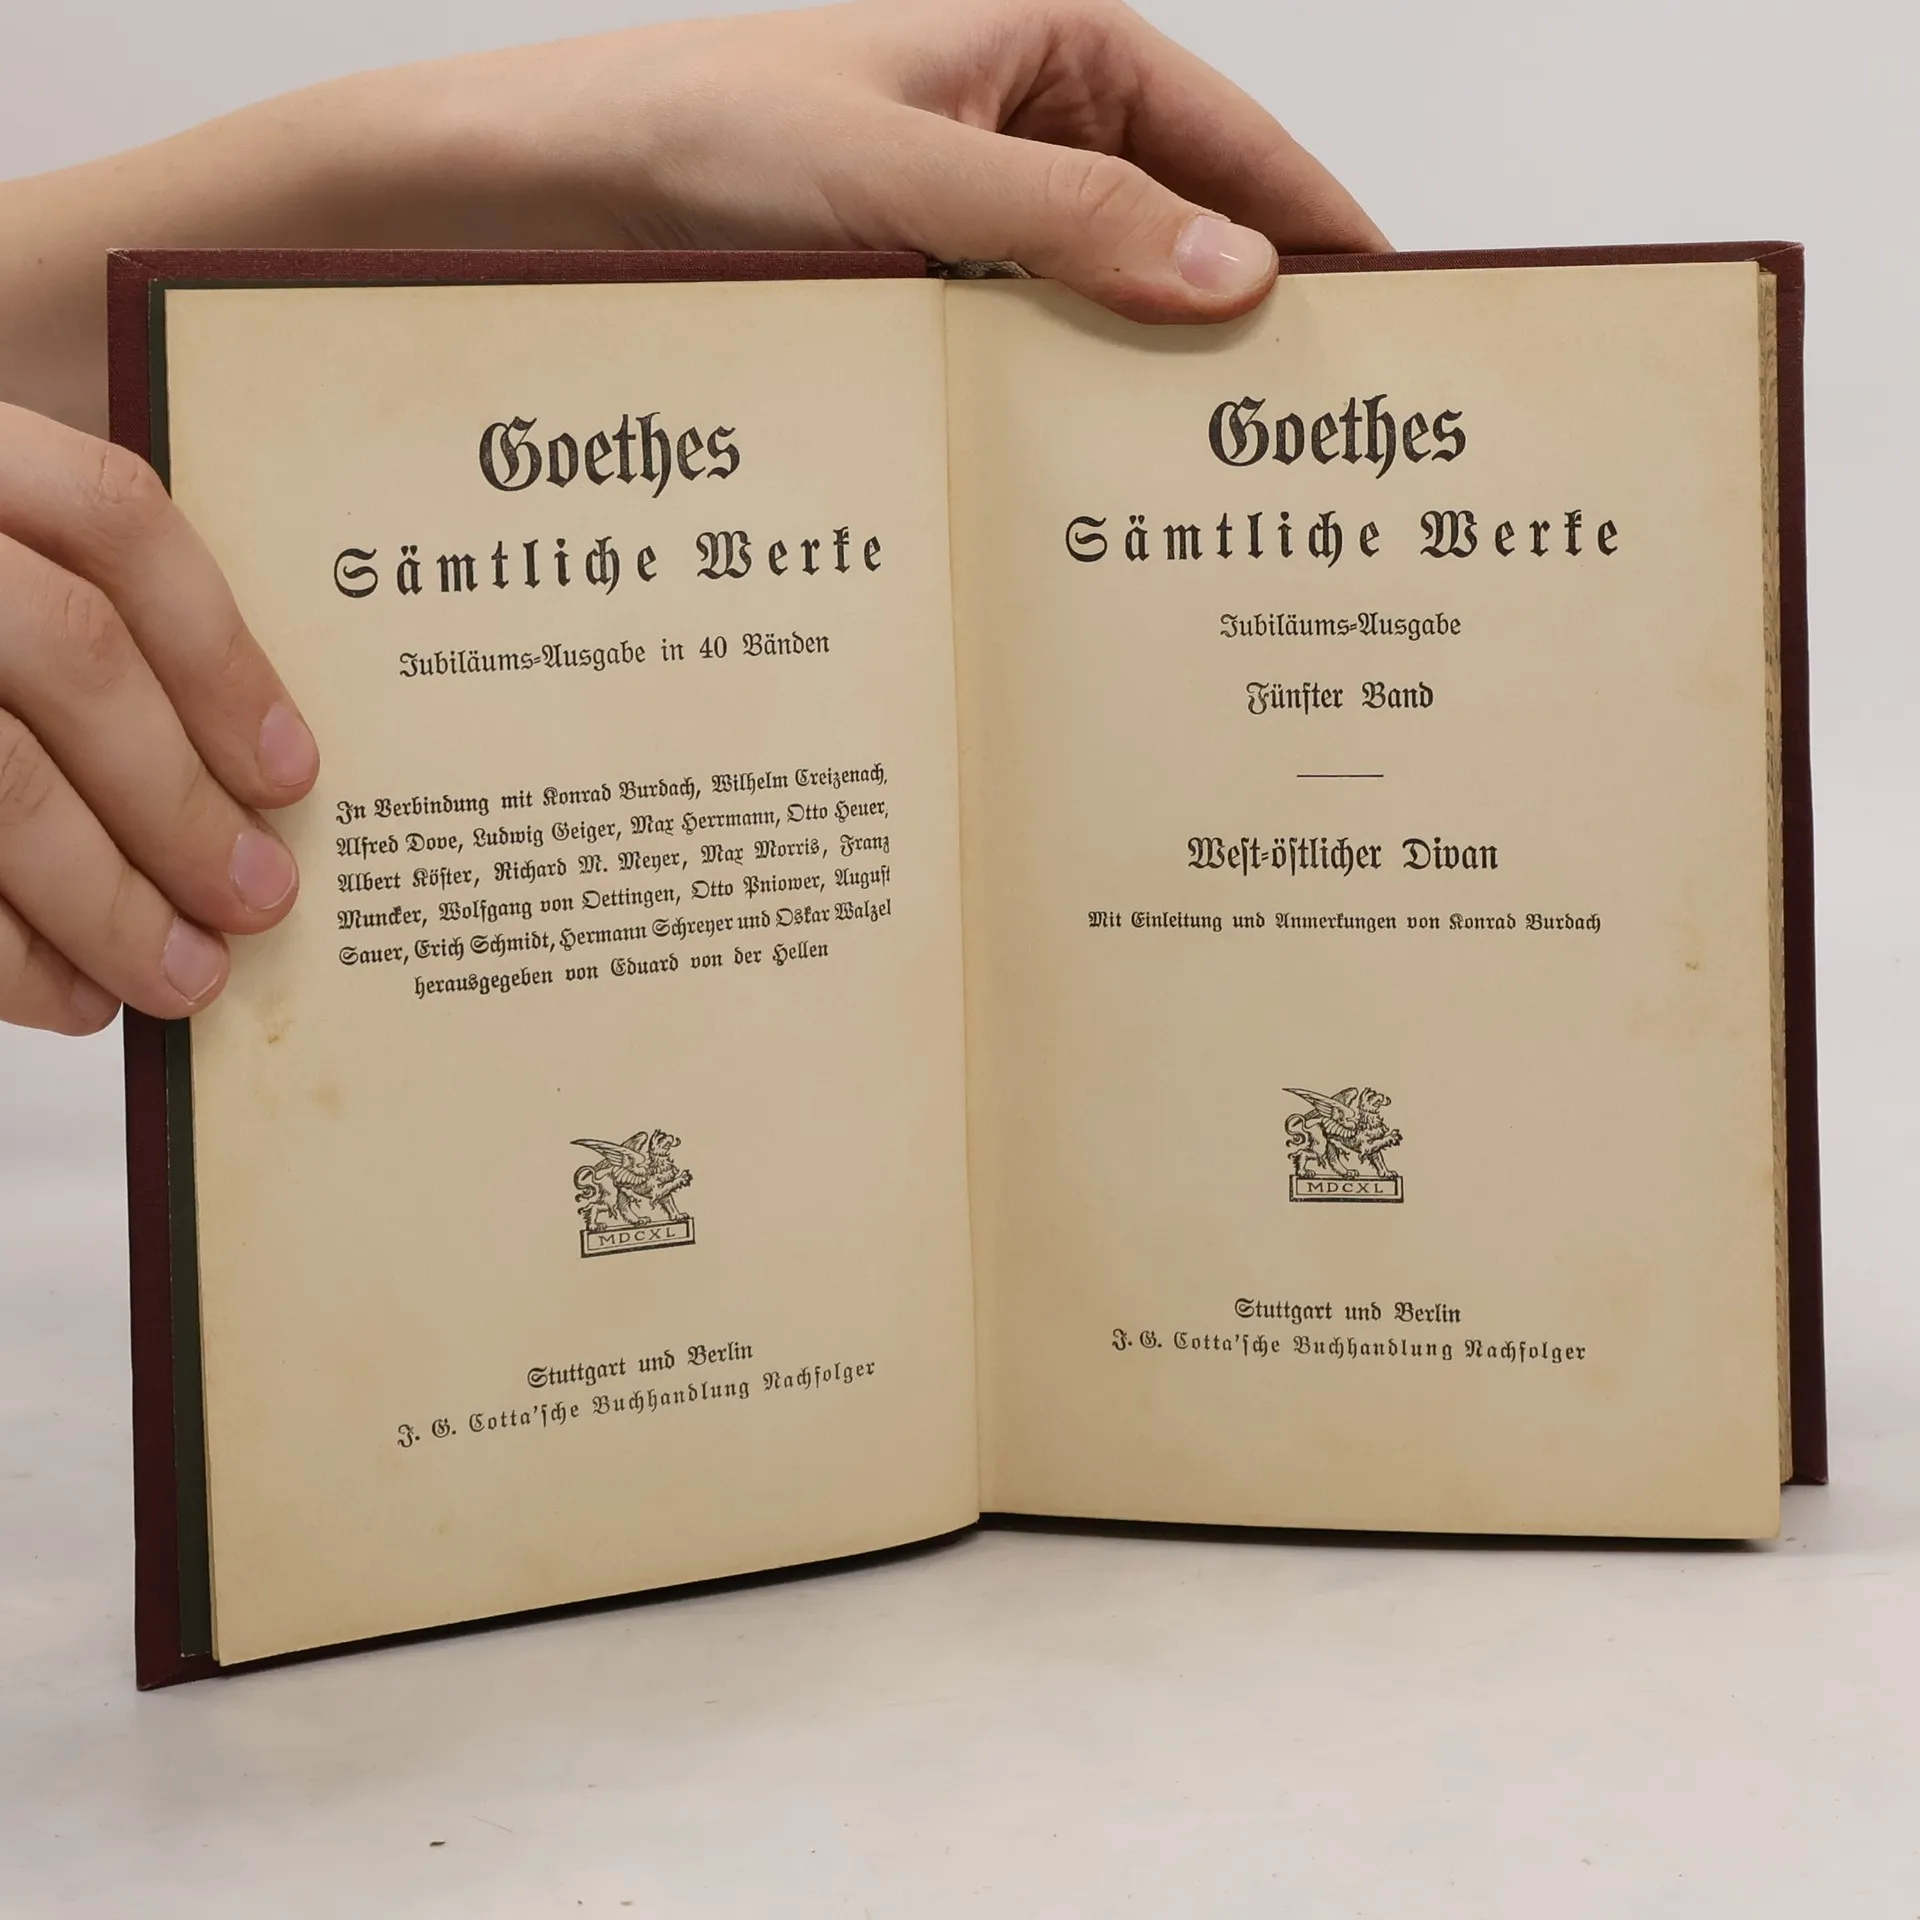 Goethes
Sämtliche Werke
Jubiläums-Ausgabe in 40 Bänden
In Verbindung mit Konrad Burdach, Wilhelm Creizenach,
Alfred Dove, Ludwig Geiger, Max Herrmann, Otto Heuer,
Albert Köster, Richard M. Meyer, Max Morris, Franz
Muncker, Wolfgang von Oettingen, Otto Pniower, August
Sauer, Erich Schmidt, Hermann Schreyer und Oskar Walzel
herausgegeben von Eduard von der Hellen
MDCXL
Stuttgart und Berlin
J. G. Cotta'sche Buchhandlung Nachfolger
Goethes
Sämtliche Werke
Jubiläums-Ausgabe
Fünfter Band
West-östlicher Divan
Mit Einleitung und Anmerkungen von Konrad Burdach
MDCXL
Stuttgart und Berlin
J. G. Cotta'sche Buchhandlung Nachfolger